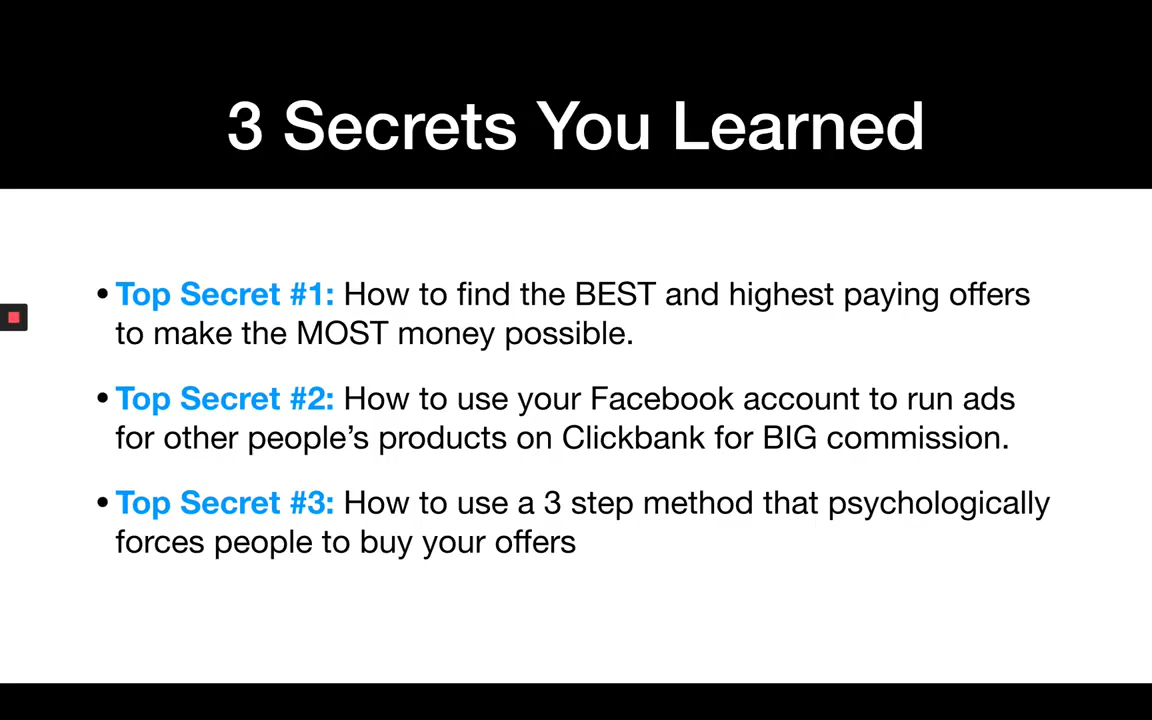 3 Secrets You Learned
• Top Secret #1: How to find the BEST and highest paying offers
to make the MOST money possible.
• Top Secret #2: How to use your Facebook account to run ads
for other people’s products on Clickbank for BIG commission.
• Top Secret #3: How to use a 3 step method that psychologically
forces people to buy your offers